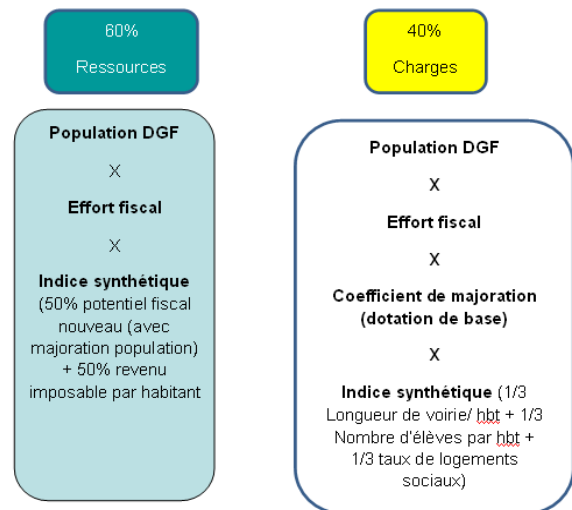 60%
Ressources
Population DGF
X
Effort fiscal
X
Indice synthétique
(50% potentiel fiscal
nouveau (avec
majoration population)
+ 50% revenu
imposable par habitant
40%
Charges
Population DGF
X
Effort fiscal
X
Coefficient de majoration
(dotation de base)
X
Indice synthétique (1/3
Longueur de voirie/ hbt + 1/3
Nombre d'élèves par hbt +
1/3 taux de logements
sociaux)